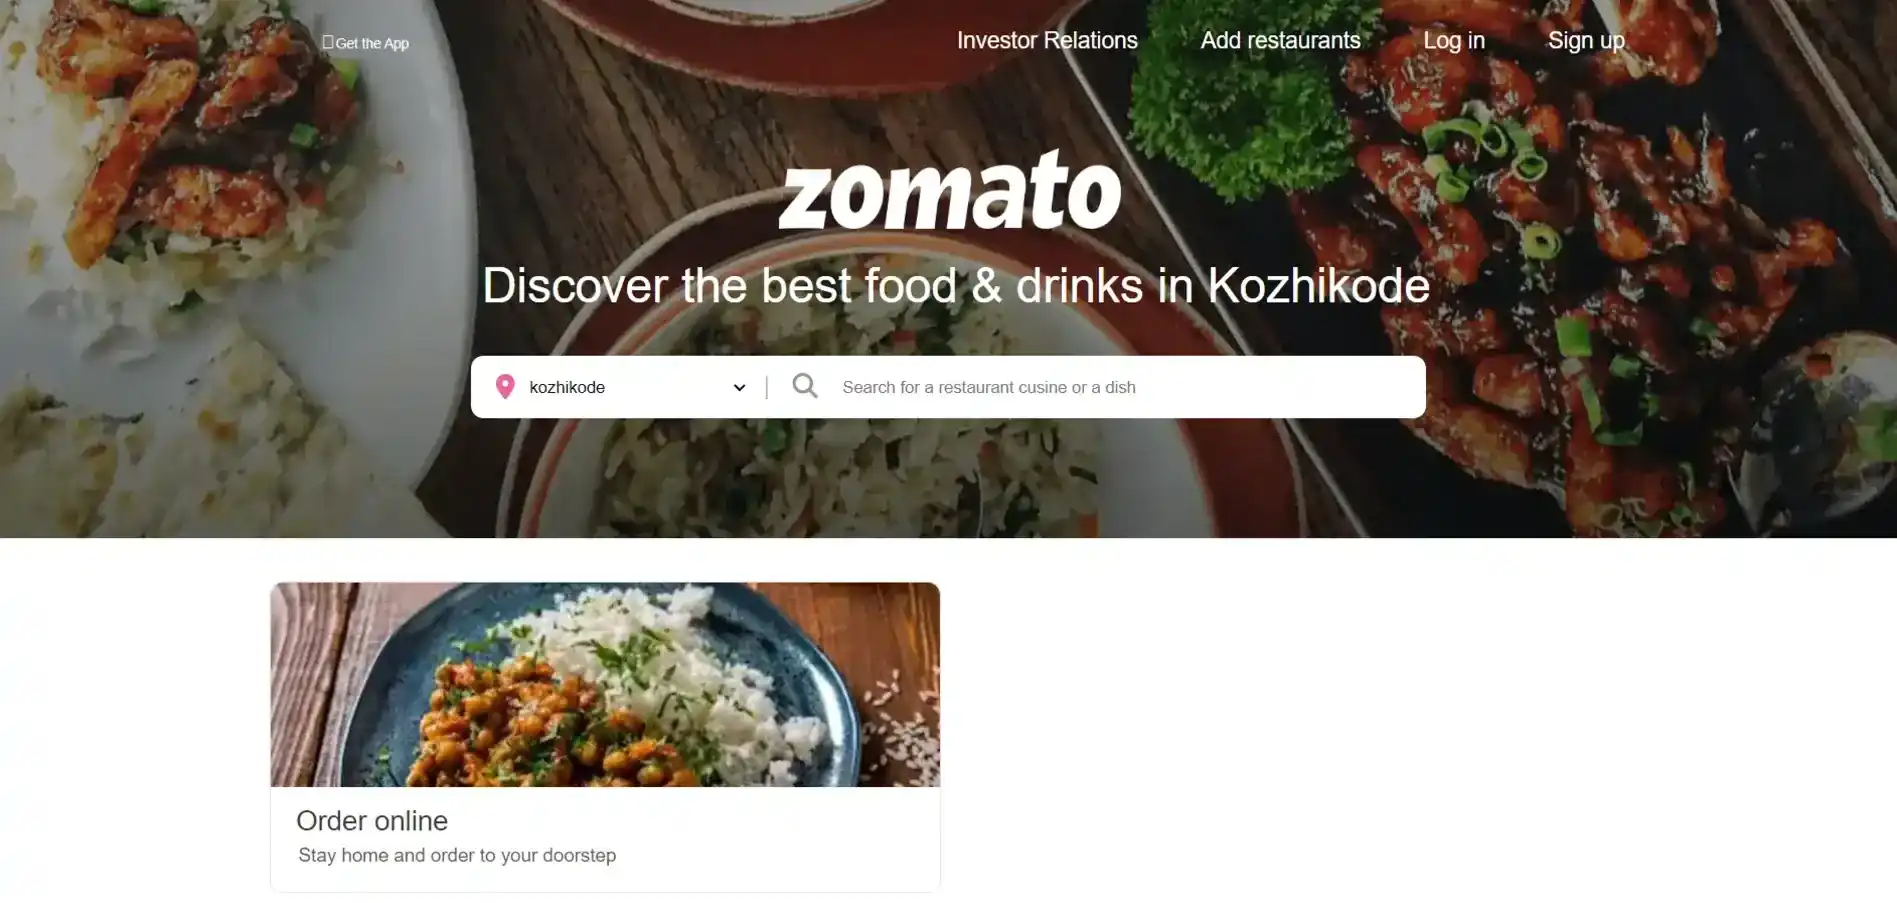 Get the App
Investor Relations
Add restaurants
Log in
Sign up
zomato
Discover the best food & drinks in Kozhikode
kozhikode
Search for a restaurant cusine or a dish
Order online
Stay home and order to your doorstep